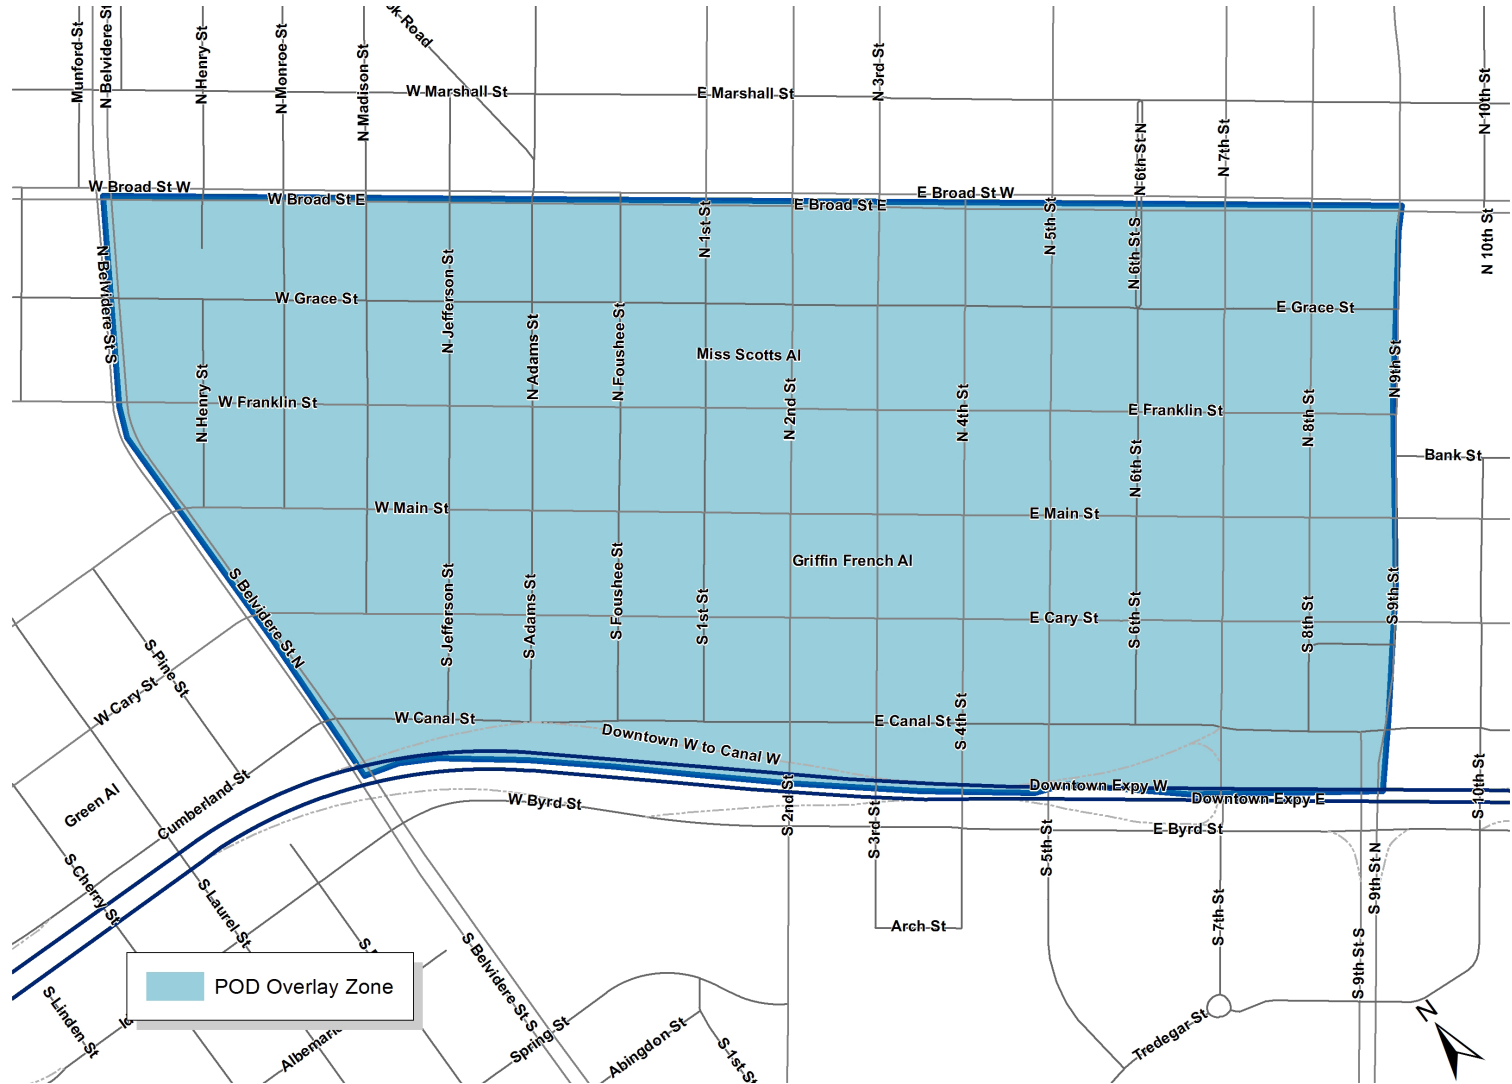 Munford St
N Belvidere St
N Henry St
N Monroe St
N Madison St
Road
W Marshall St
E Marshall St
N 3rd St
N 6th St N
N 7th St
N 10th St
W Broad St W
W Broad St E
E Broad St E
E Broad St W
N Belvidere St S
N Jefferson St
N 1st St
N 5th St
N 6th St S
N 10th St
W Grace St
E Grace St
N Adams St
N Foushee St
Miss Scotts Al
N 9th St
N Henry St
W Franklin St
N 2nd St
N 4th St
E Franklin St
N 8th St
N 6th St
Bank St
W Main St
E Main St
Griffin French Al
S Belvidere St N
S Jefferson St
S Adams St
S Foushee St
S 1st St
E Cary St
S 6th St
S 8th St
S 9th St
S Pine St
W Cary St
W Canal St
Downtown W to Canal W
E Canal St
S 4th St
Green Al
Cumberland St
W Byrd St
S 2nd St
S 3rd St
Downtown Expy W
Downtown Expy E
E Byrd St
S 5th St
S 10th St
S Cherry St
S Laurel St
S Belvidere St S
Arch St
S 7th St
S 9th St N
S 9th St S
POD Overlay Zone
S Linden St
Spring St
Abingdon St
S 1st St
Tredegar St
N